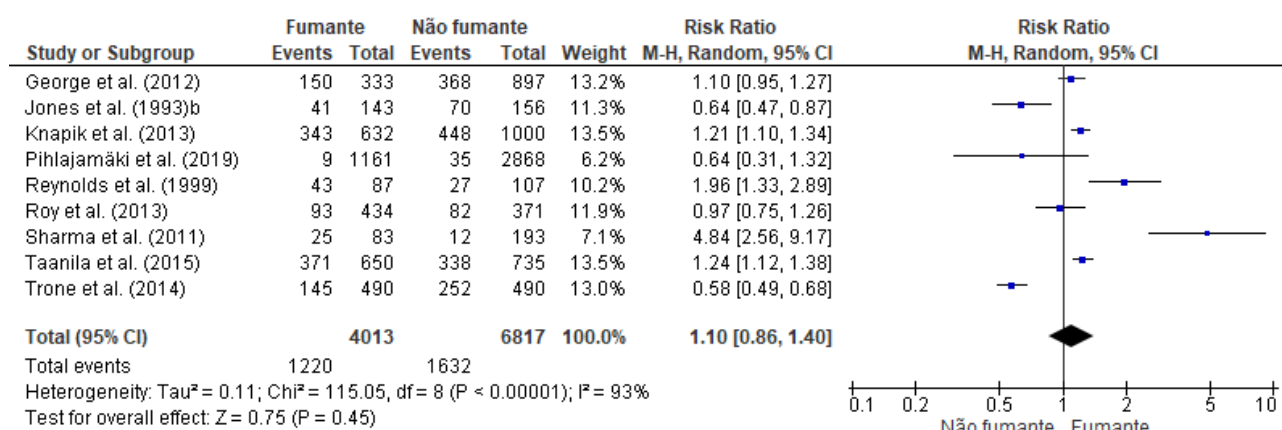 Fumante Não fumante Risk Ratio Risk Ratio
Study or Subgroup Events Total Events Total Weight M-H, Random, 95% CI M-H, Random, 95% CI
George et al. (2012) 150 333 368 897 13.2% 1.10 [0.95, 1.27]
Jones et al. (1993)b 41 143 70 156 11.3% 0.64 [0.47, 0.87]
Knapik et al. (2013) 343 632 448 1000 13.5% 1.21 [1.10, 1.34]
Pihlajamäki et al. (2019) 9 1161 35 2868 6.2% 0.64 [0.31, 1.32]
Reynolds et al. (1999) 43 87 27 107 10.2% 1.96 [1.33, 2.89]
Roy et al. (2013) 93 434 82 371 11.9% 0.97 [0.75, 1.26]
Sharma et al. (2011) 25 83 12 193 7.1% 4.84 [2.56, 9.17]
Taanila et al. (2015) 371 650 338 735 13.5% 1.24 [1.12, 1.38]
Trone et al. (2014) 145 490 252 490 13.0% 0.58 [0.49, 0.68]
Total (95% CI) 4013 6817 100.0% 1.10 [0.86, 1.40]
Total events 1220 1632
Heterogeneity: Tau² = 0.11; Chi² = 115.05, df = 8 (P < 0.00001); I² = 93%
Test for overall effect: Z = 0.75 (P = 0.45)
0.1 0.2 0.5 1 2 5 10
Não fumante Fumante